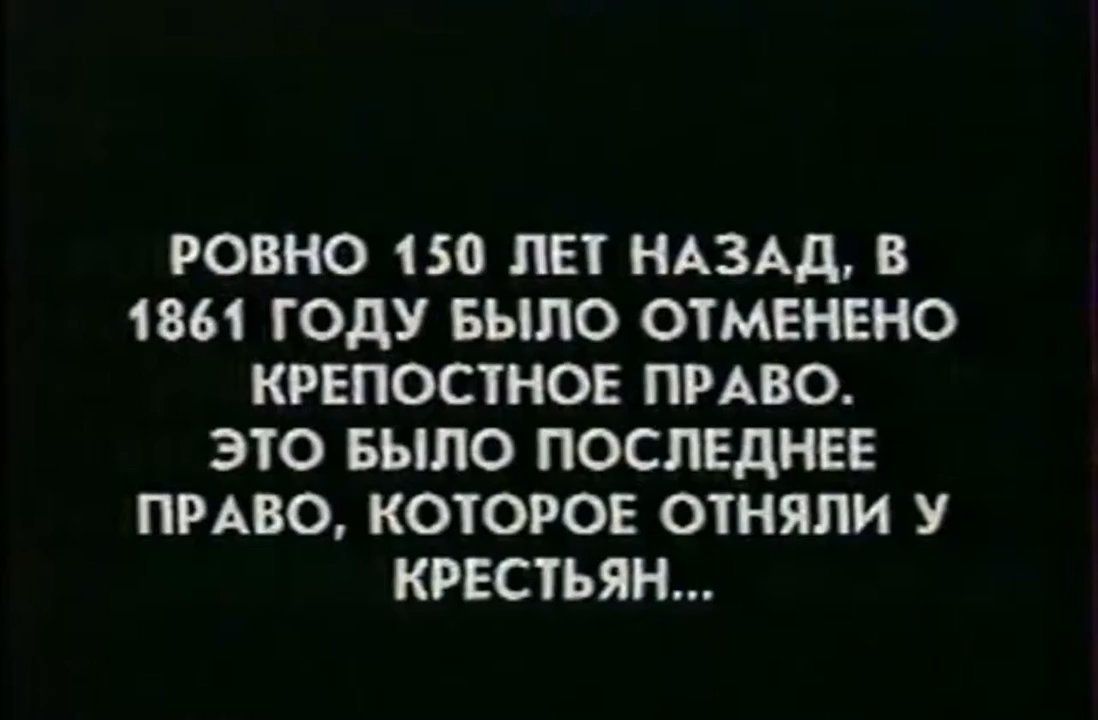 РОВНО 150 ЛЕТ НАЗАД, В
1861 ГОДУ БЫЛО ОТМЕНЕНО
КРЕПОСТНОЕ ПРАВО.
ЭТО БЫЛО ПОСЛЕДНЕЕ
ПРАВО, КОТОРОЕ ОТНЯЛИ У
КРЕСТЬЯН...